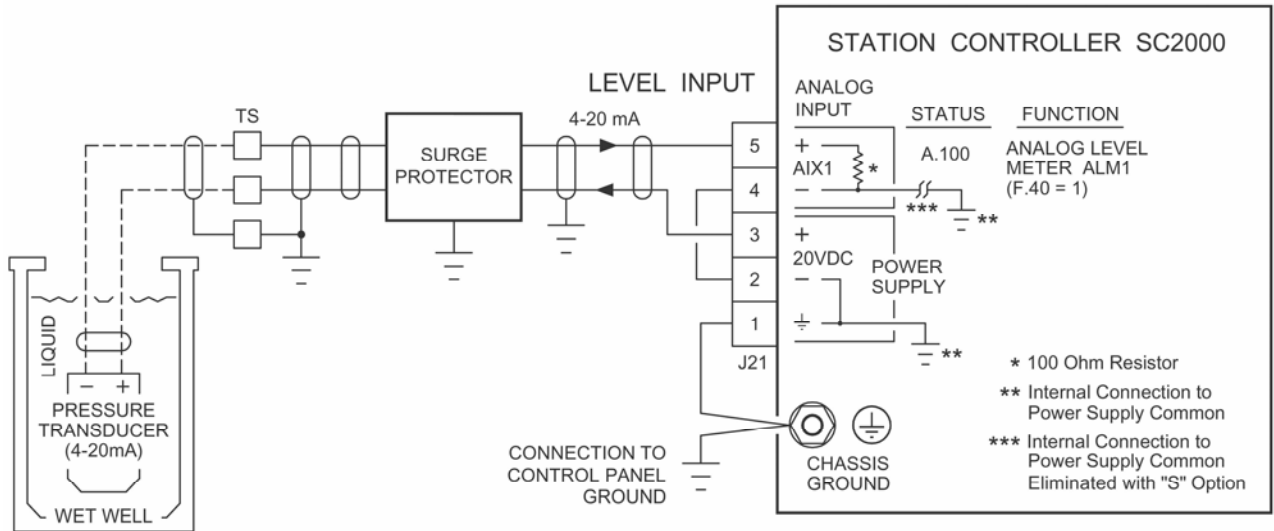 STATION CONTROLLER SC2000
LEVEL INPUT
ANALOG
INPUT
STATUS
FUNCTION
TS
4-20 mA
SURGE
PROTECTOR
5
+
AIX1
*
A.100
ANALOG LEVEL
METER ALM1
(F.40 = 1)
4
-
***
**
3
+
20VDC
POWER
SUPPLY
2
-
1
**
J21
LIQUID
- +
PRESSURE
TRANSDUCER
(4-20mA)
WET WELL
CONNECTION TO
CONTROL PANEL
GROUND
CHASSIS
GROUND
* 100 Ohm Resistor
** Internal Connection to
Power Supply Common
*** Internal Connection to
Power Supply Common
Eliminated with "S" Option